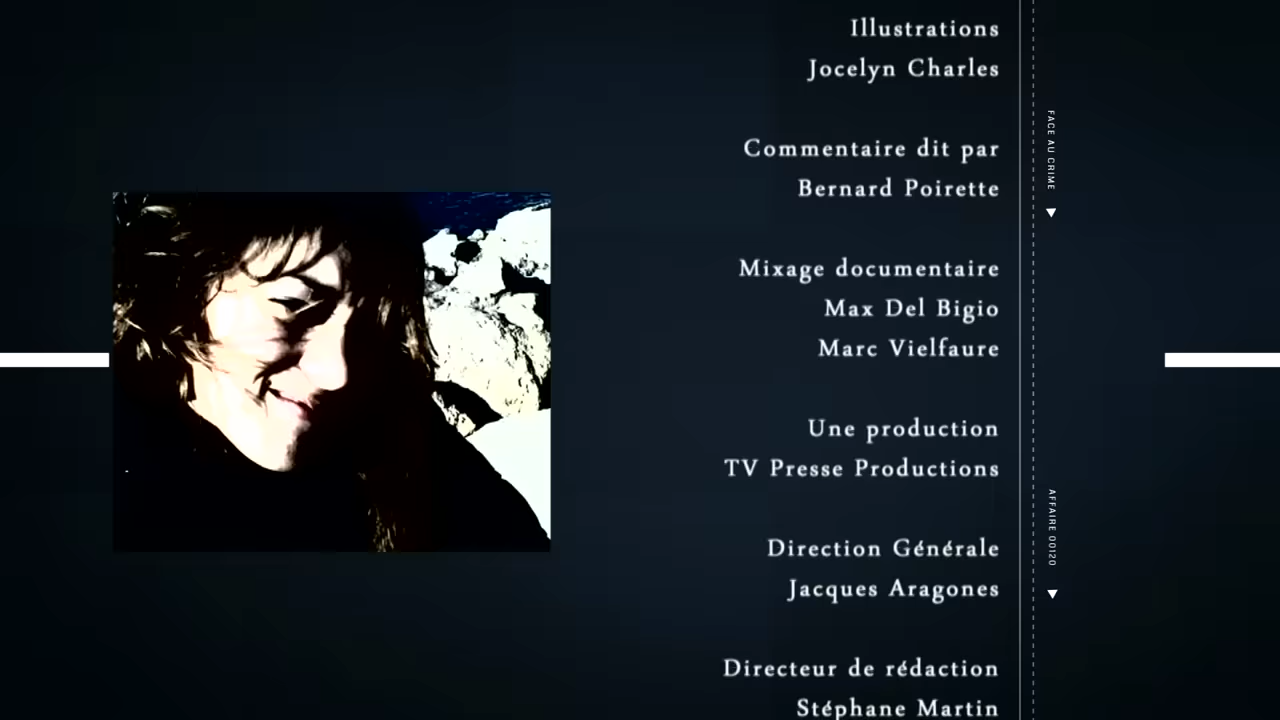 Illustrations
Jocelyn Charles
Commentaire dit par
Bernard Poirette
Mixage documentaire
Max Del Bigio
Marc Vielfaure
Une production
TV Presse Productions
Direction Générale
Jacques Aragones
Directeur de rédaction
Stéphane Martin
FACE AU CRIME
AFFAIRE 00120